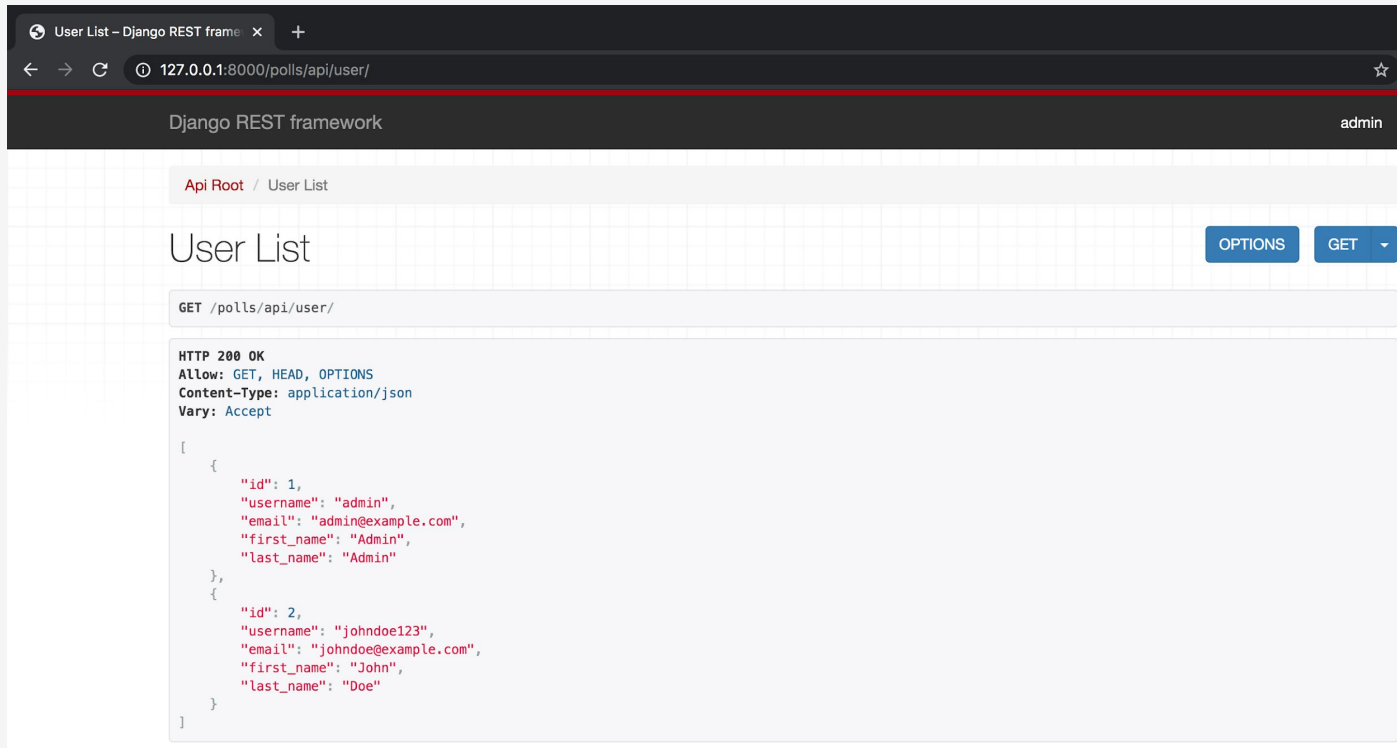 User List – Django REST frame
127.0.0.1:8000/polls/api/user/
Django REST framework
admin
Api Root / User List
User List
OPTIONS
GET
GET /polls/api/user/
HTTP 200 OK
Allow: GET, HEAD, OPTIONS
Content-Type: application/json
Vary: Accept
[
    {
        "id": 1,
        "username": "admin",
        "email": "admin@example.com",
        "first_name": "Admin",
        "last_name": "Admin"
    },
    {
        "id": 2,
        "username": "johndoe123",
        "email": "johndoe@example.com",
        "first_name": "John",
        "last_name": "Doe"
    }
]